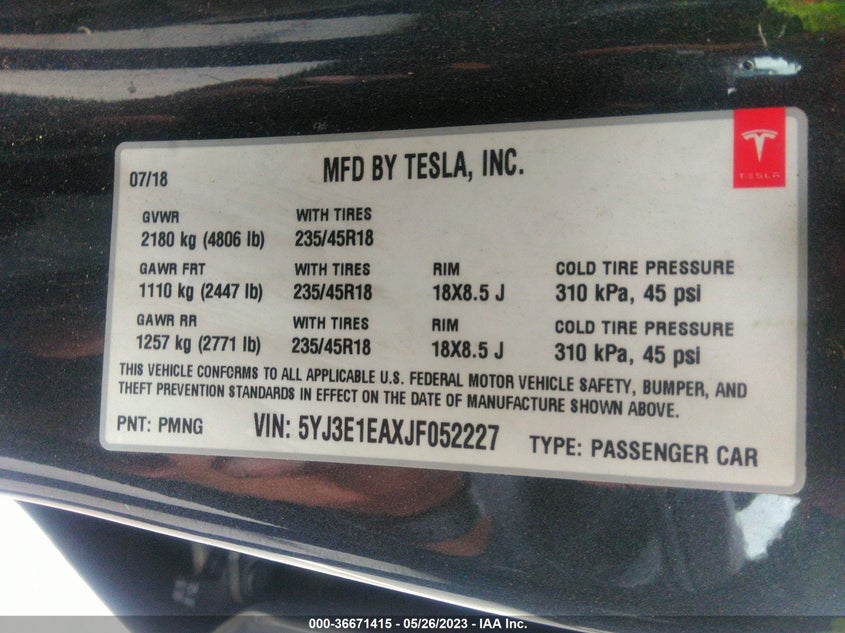 07/18
MFD BY TESLA, INC.
TESLA
GVWR WITH TIRES
2180 kg (4806 lb) 235/45R18
GAWR FRT WITH TIRES RIM COLD TIRE PRESSURE
1110 kg (2447 lb) 235/45R18 18X8.5 J 310 kPa, 45 psi
GAWR RR WITH TIRES RIM COLD TIRE PRESSURE
1257 kg (2771 lb) 235/45R18 18X8.5 J 310 kPa, 45 psi
THIS VEHICLE CONFORMS TO ALL APPLICABLE U.S. FEDERAL MOTOR VEHICLE SAFETY, BUMPER, AND
THEFT PREVENTION STANDARDS IN EFFECT ON THE DATE OF MANUFACTURE SHOWN ABOVE.
PNT: PMNG VIN: 5YJ3E1EAXJF052227 TYPE: PASSENGER CAR
000-36671415 - 05/26/2023 - IAA Inc.